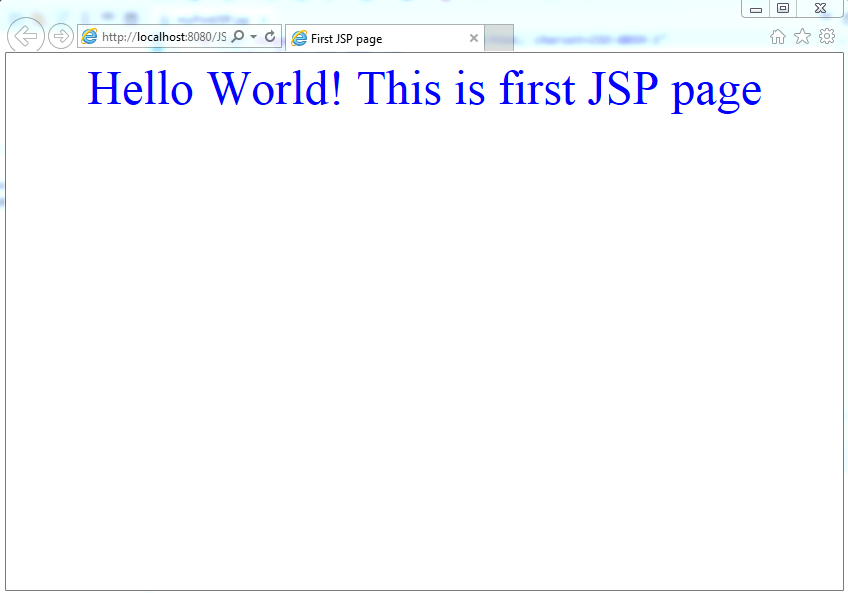 http://localhost:8080/JS
First JSP page
Hello World! This is first JSP page